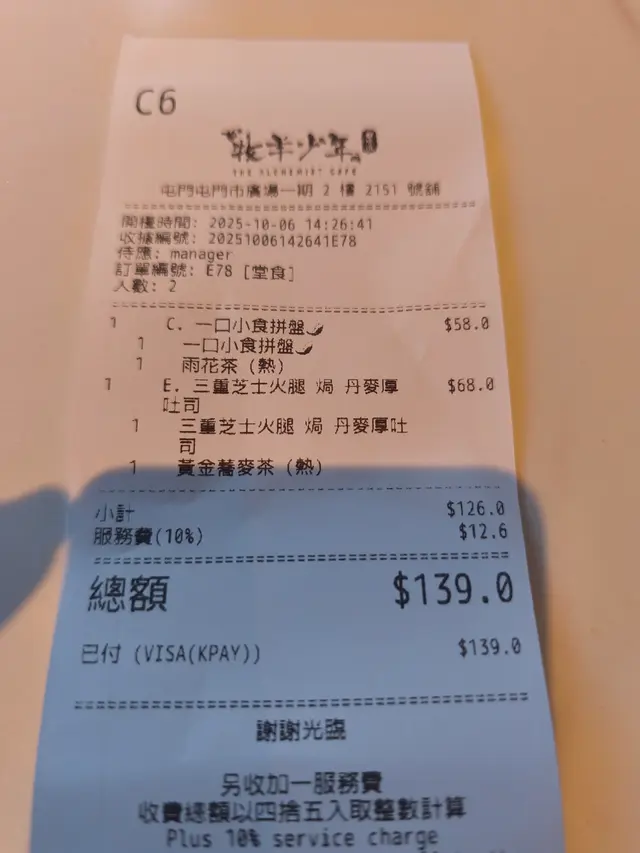 C6
牧羊少年
THE ALCHEMIST CAFE
屯門屯門市廣場一期 2 樓 2151 號舖
開檯時間: 2025-10-06 14:26:41
收據編號: 20251006142641E78
侍應: manager
訂單編號: E78 [堂食]
人數: 2
1 C. 一口小食拼盤🌶 $58.0
1 一口小食拼盤🌶
1 雨花茶 (熱)
1 E. 三重芝士火腿 焗 丹麥厚 $68.0
吐司
1 三重芝士火腿 焗 丹麥厚吐
司
1 黃金蕎麥茶 (熱)
小計 $126.0
服務費(10%) $12.6
總額 $139.0
已付 (VISA(KPAY)) $139.0
謝謝光臨
另收加一服務費
收費總額以四捨五入取整數計算
Plus 10% service charge